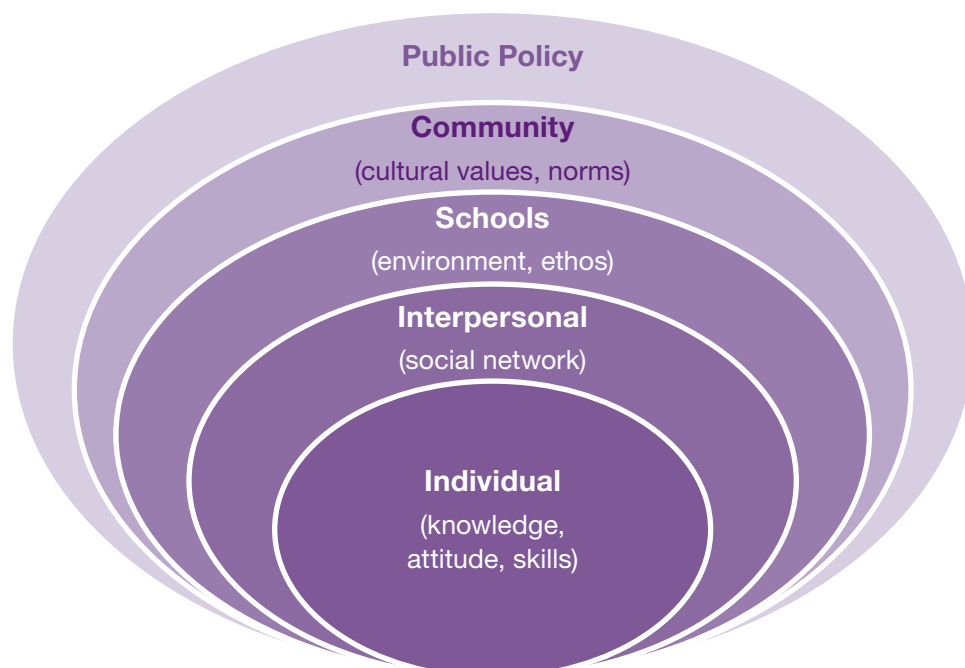 Public Policy
Community
(cultural values, norms)
Schools
(environment, ethos)
Interpersonal
(social network)
Individual
(knowledge,
attitude, skills)